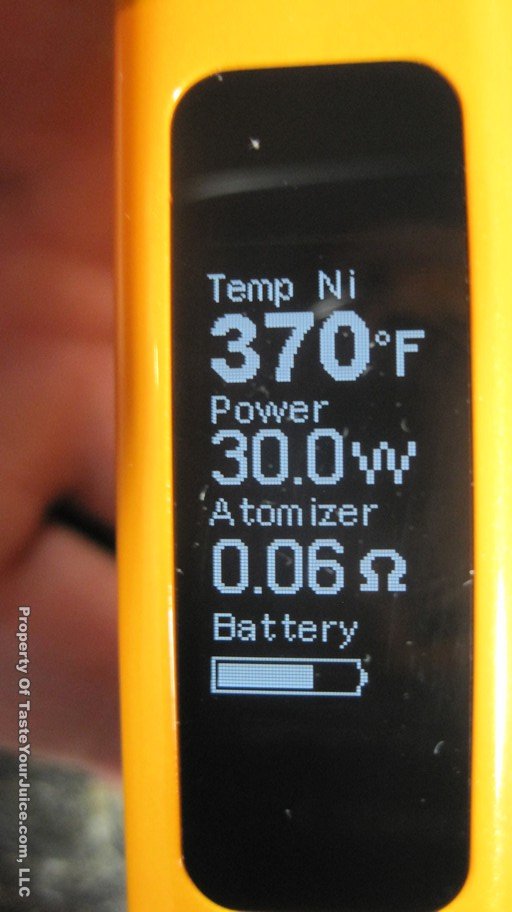 Temp Ni
370°F
Power
30.0W
Atomizer
0.06Ω
Battery
Property Of TasteYourJuice.com, LLC